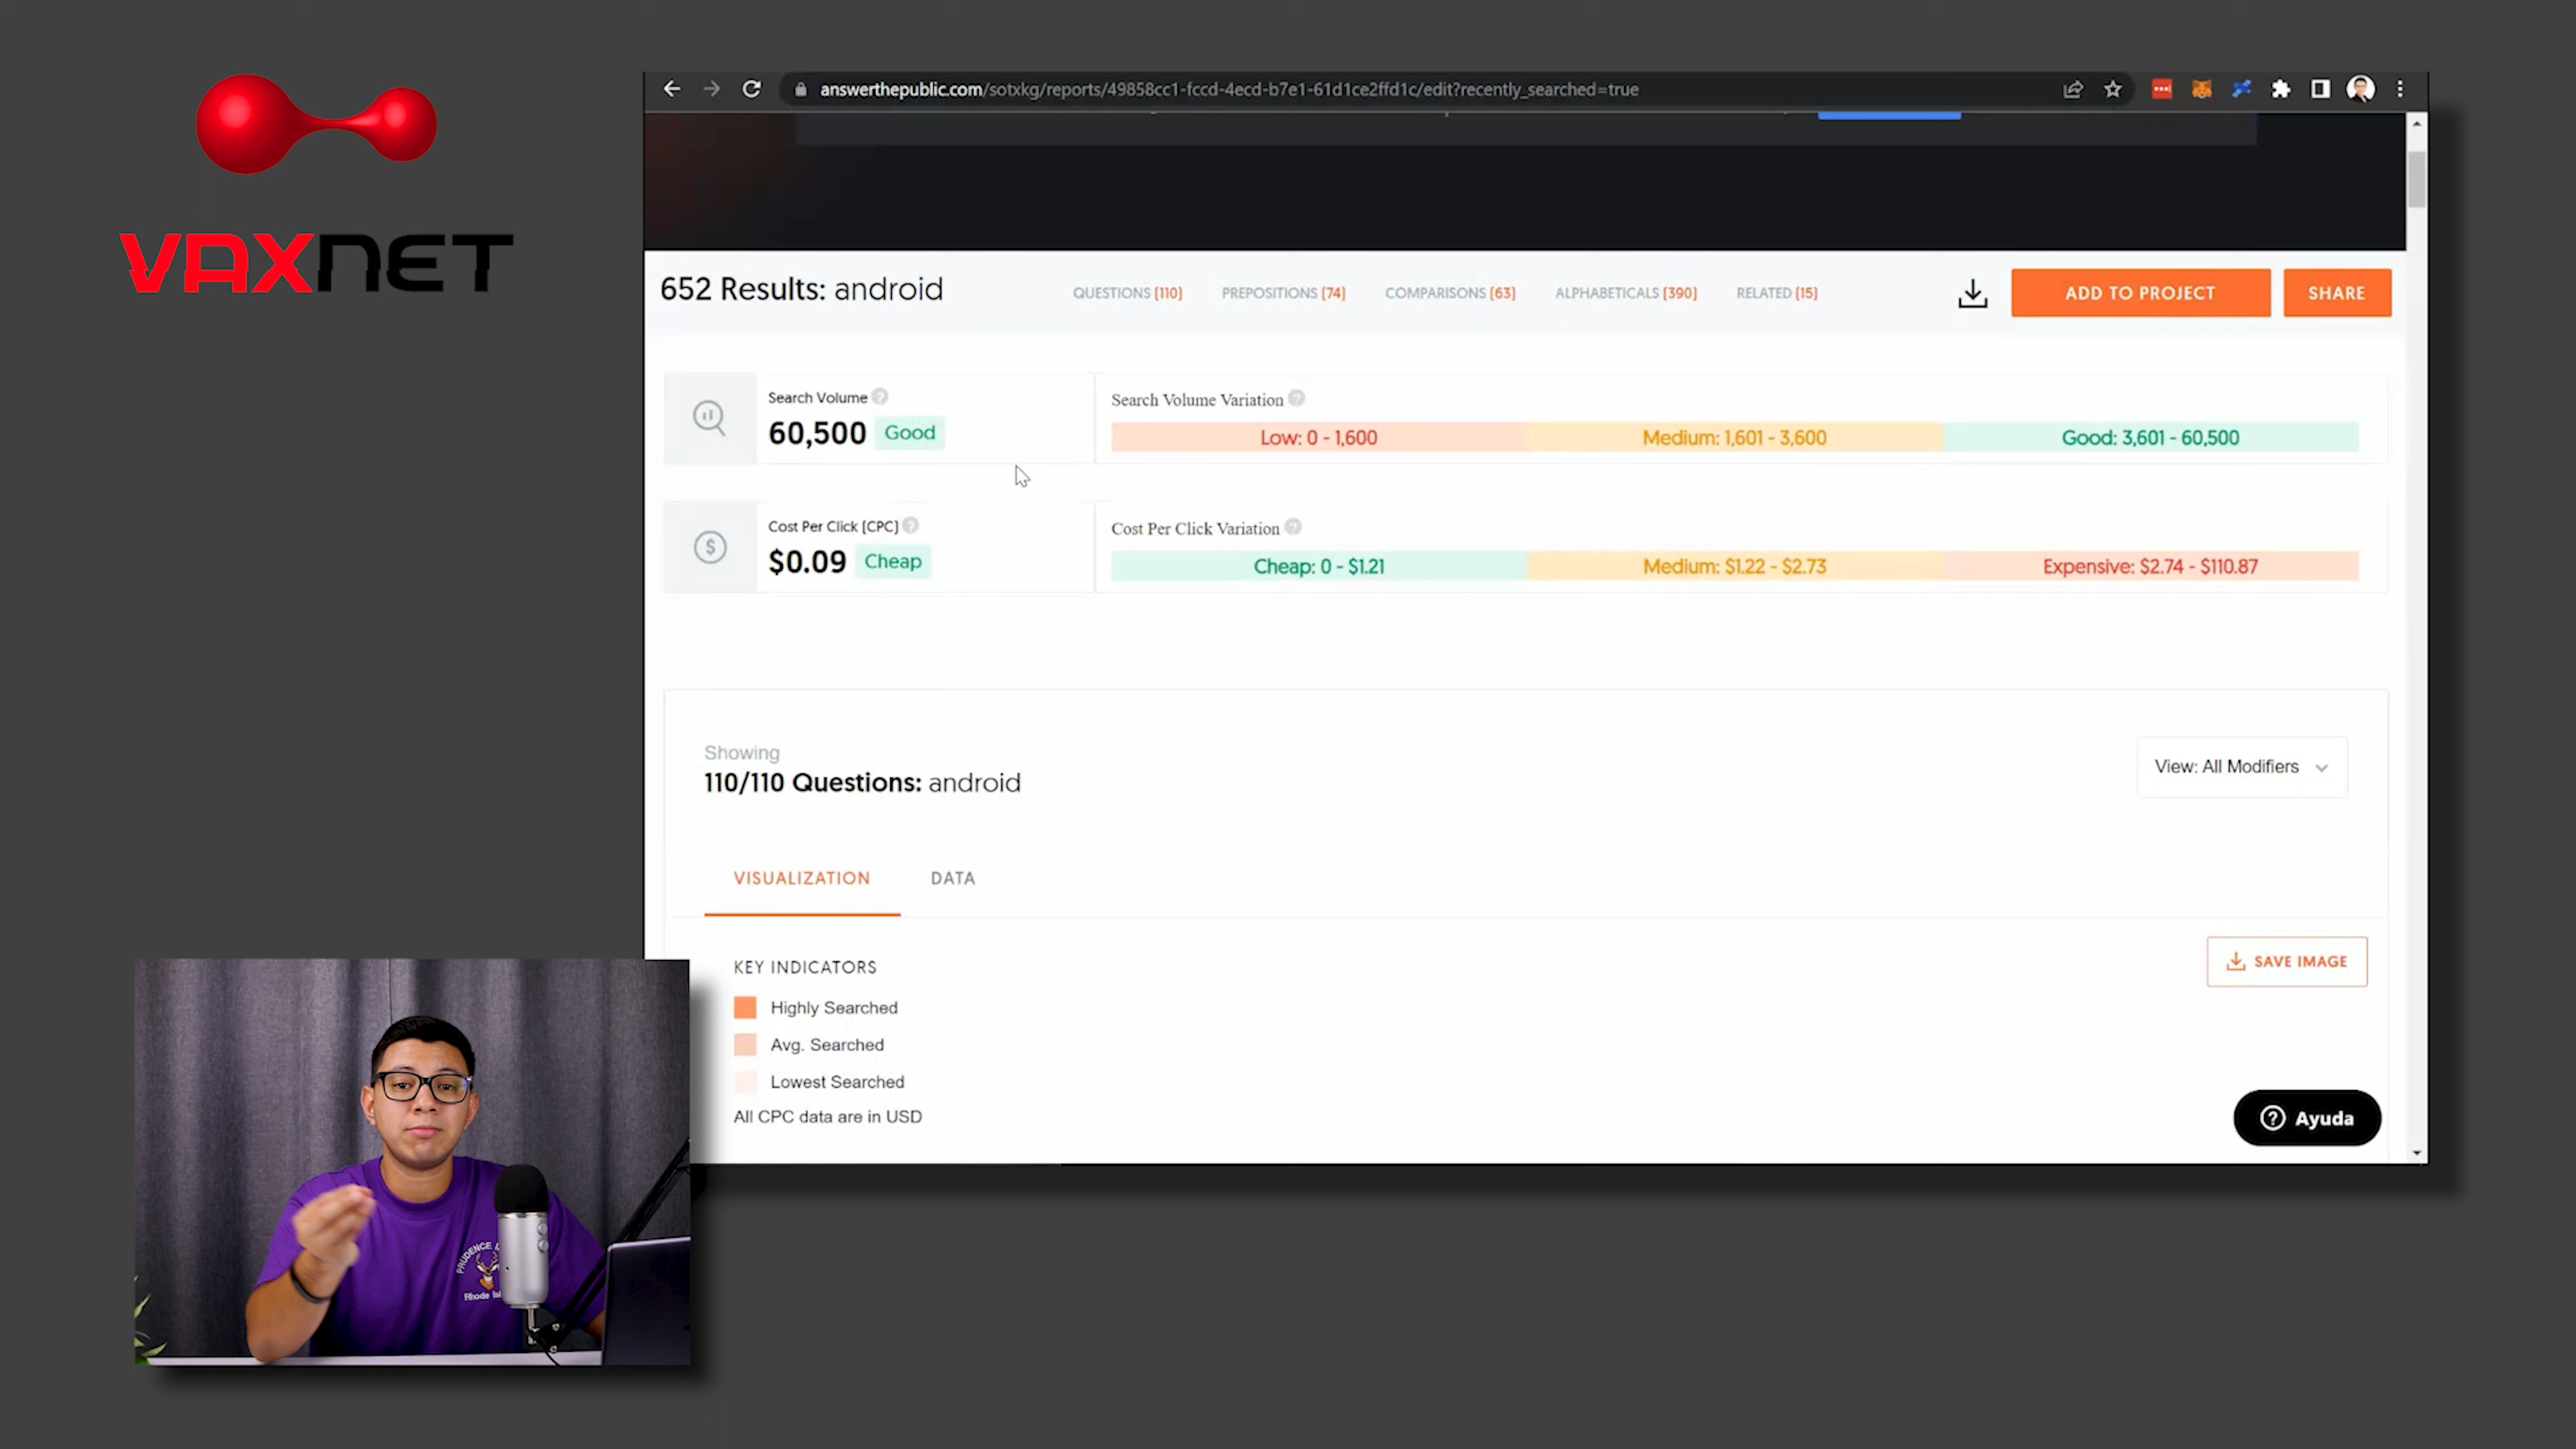 VAXNET
answerthepublic.com/sotxkg/reports/49858cc1-fccd-4ecd-b7e1-61d1ce2ffd1c/edit?recently_searched=true
652 Results: android
QUESTIONS (110)
PREPOSITIONS (74)
COMPARISONS (63)
ALPHABETICALS (390)
RELATED (15)
ADD TO PROJECT
SHARE
Search Volume ?
60,500 Good
Search Volume Variation ?
Low: 0 - 1,600
Medium: 1,601 - 3,600
Good: 3,601 - 60,500
Cost Per Click (CPC) ?
$0.09 Cheap
Cost Per Click Variation ?
Cheap: 0 - $1.21
Medium: $1.22 - $2.73
Expensive: $2.74 - $110.87
Showing
110/110 Questions: android
View: All Modifiers
VISUALIZATION
DATA
KEY INDICATORS
SAVE IMAGE
Highly Searched
Avg. Searched
Lowest Searched
All CPC data are in USD
? Ayuda
PRUDENCE
Rhode